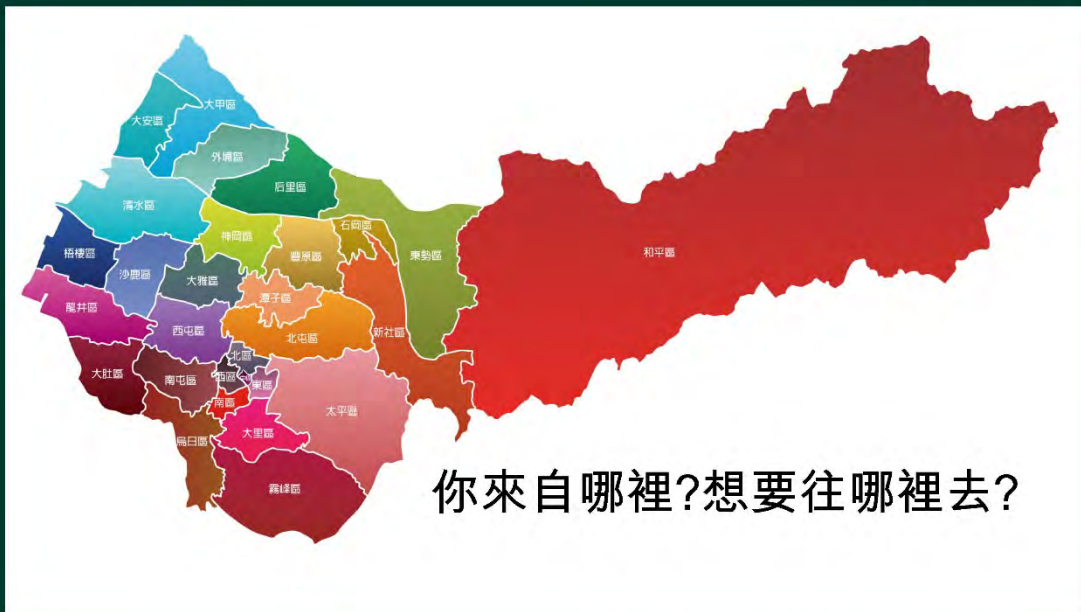 大甲區
大安區
外埔區
后里區
清水區
神岡區
石岡區
梧棲區
沙鹿區
大雅區
豐原區
東勢區
和平區
龍井區
潭子區
西屯區
北屯區
新社區
大肚區
南屯區
北區
西區
東區
南區
太平區
烏日區
大里區
霧峰區
你來自哪裡?想要往哪裡去?